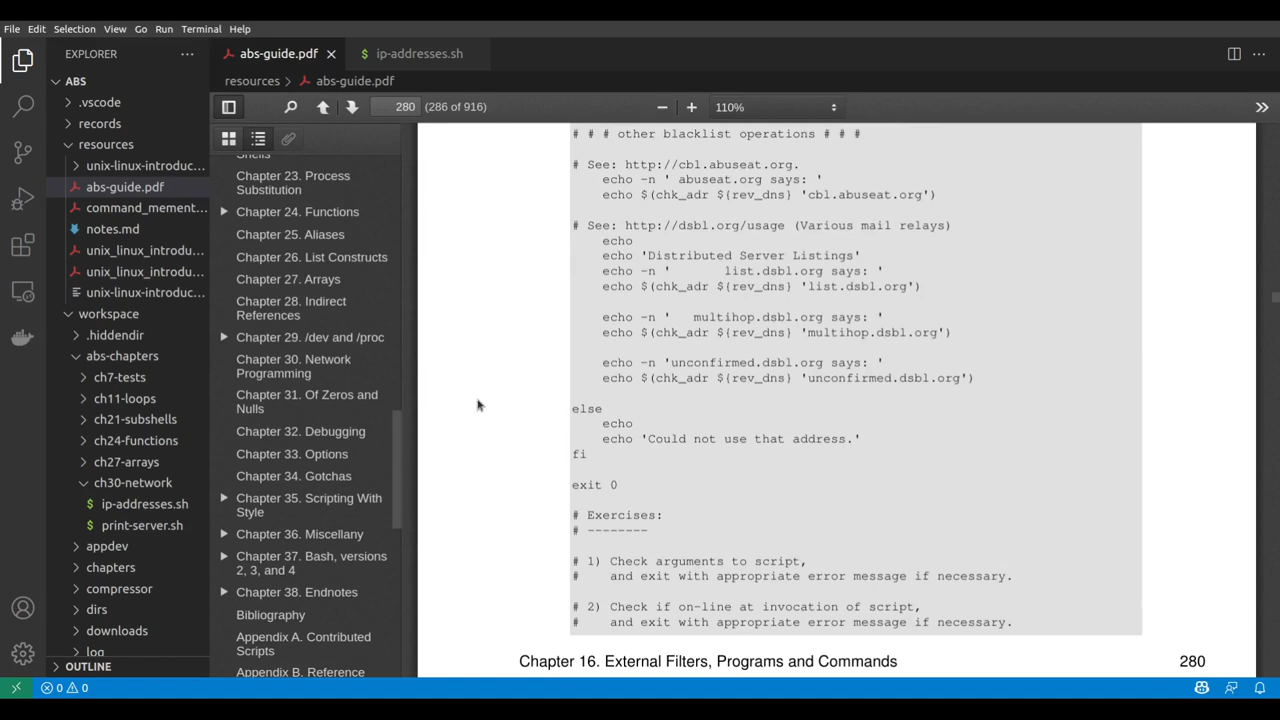 File Edit Selection View Go Run Terminal Help
EXPLORER
ABS
.vscode
records
resources
unix-linux-introduc...
abs-guide.pdf
command_mement...
notes.md
unix_linux_introdu...
unix_linux_introdu...
unix-linux-introduc...
workspace
.hiddendir
abs-chapters
ch7-tests
ch11-loops
ch21-subshells
ch24-functions
ch27-arrays
ch30-network
$ ip-addresses.sh
$ print-server.sh
appdev
chapters
compressor
dirs
downloads
log
OUTLINE
abs-guide.pdf
$ ip-addresses.sh
resources > abs-guide.pdf
280 (286 of 916)
110%
Shells
Chapter 23. Process
Substitution
Chapter 24. Functions
Chapter 25. Aliases
Chapter 26. List Constructs
Chapter 27. Arrays
Chapter 28. Indirect
References
Chapter 29. /dev and /proc
Chapter 30. Network
Programming
Chapter 31. Of Zeros and
Nulls
Chapter 32. Debugging
Chapter 33. Options
Chapter 34. Gotchas
Chapter 35. Scripting With
Style
Chapter 36. Miscellany
Chapter 37. Bash, versions
2, 3, and 4
Chapter 38. Endnotes
Bibliography
Appendix A. Contributed
Scripts
Appendix B. Reference
# # # other blacklist operations # # #
# See: http://cbl.abuseat.org.
echo -n ' abuseat.org says: '
echo $(chk_adr ${rev_dns} 'cbl.abuseat.org')
# See: http://dsbl.org/usage (Various mail relays)
echo
echo 'Distributed Server Listings'
echo -n '       list.dsbl.org says: '
echo $(chk_adr ${rev_dns} 'list.dsbl.org')
echo -n '   multihop.dsbl.org says: '
echo $(chk_adr ${rev_dns} 'multihop.dsbl.org')
echo -n 'unconfirmed.dsbl.org says: '
echo $(chk_adr ${rev_dns} 'unconfirmed.dsbl.org')
else
echo
echo 'Could not use that address.'
fi
exit 0
# Exercises:
# --------
# 1) Check arguments to script,
#    and exit with appropriate error message if necessary.
# 2) Check if on-line at invocation of script,
#    and exit with appropriate error message if necessary.
Chapter 16. External Filters, Programs and Commands 280
0 0